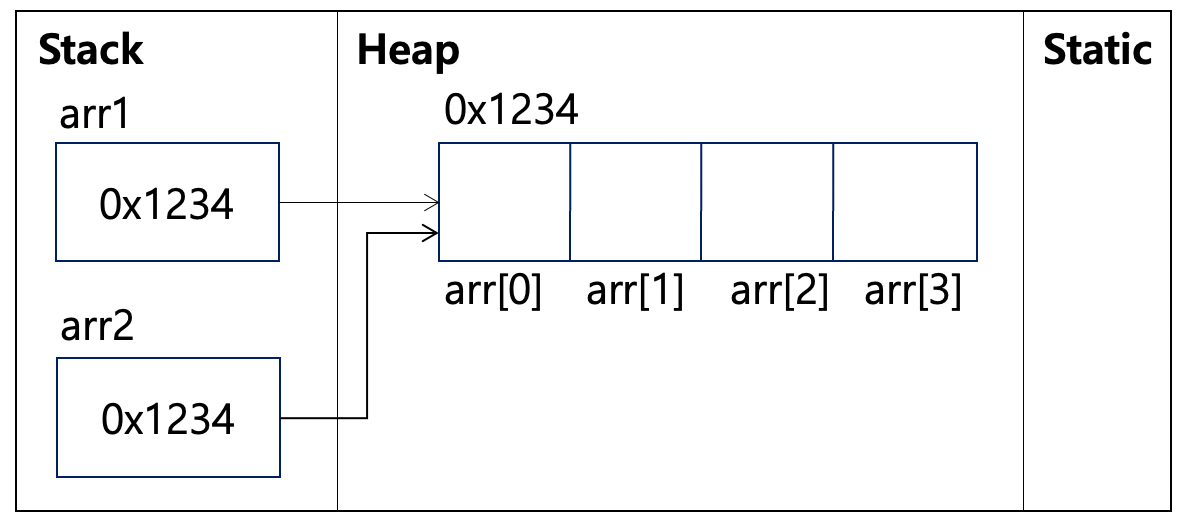 Stack
Heap
Static
arr1
0x1234
0x1234
arr[0] arr[1] arr[2] arr[3]
arr2
0x1234